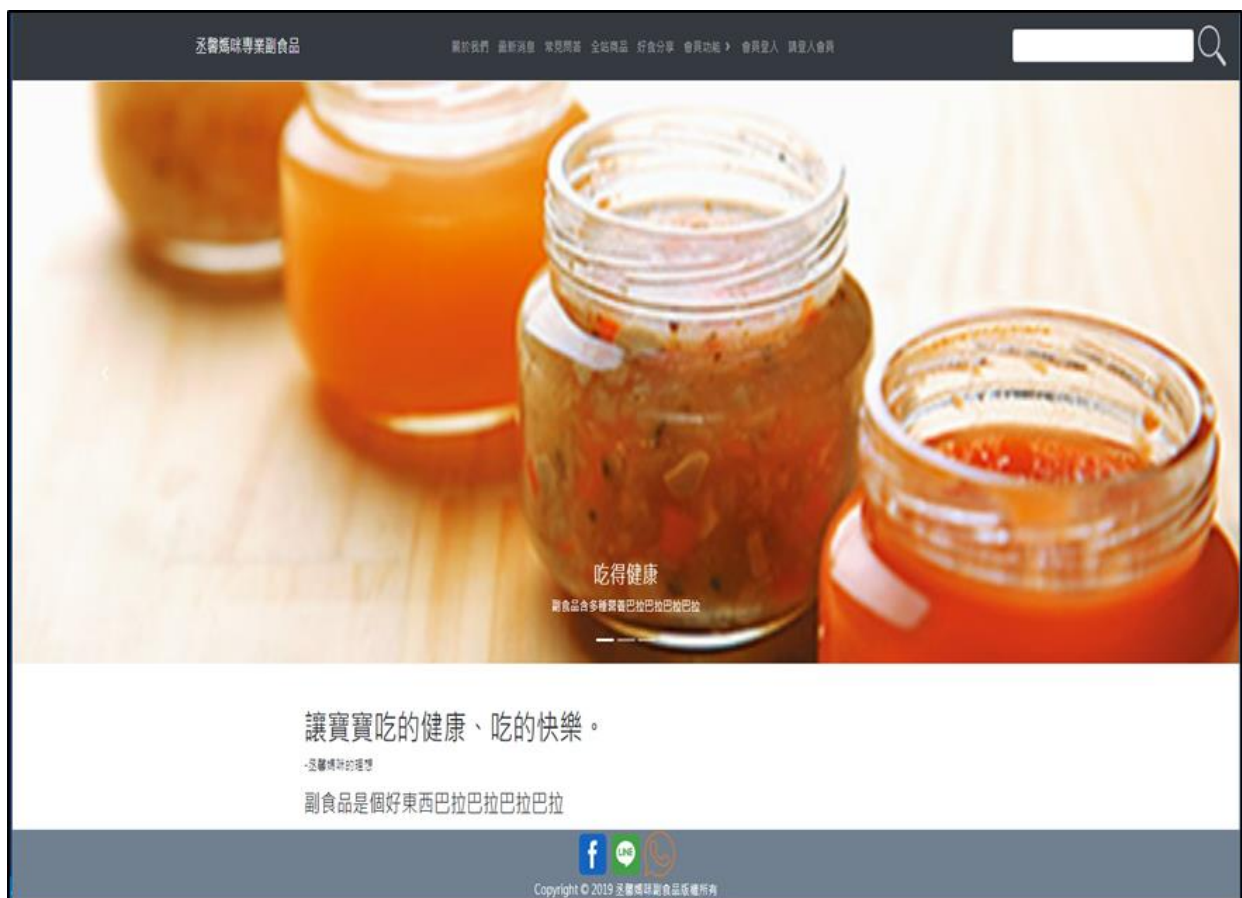 丞馨媽咪專業副食品
關於我們 最新消息 常見問答 全站商品 好食分享 會員功能 會員登入 請登入會員
吃得健康
副食品含多種營養巴拉巴拉巴拉巴拉
讓寶寶吃的健康、吃的快樂。
-丞馨媽咪的理想
副食品是個好東西巴拉巴拉巴拉巴拉
LINE
Copyright © 2019 丞馨媽咪副食品版權所有